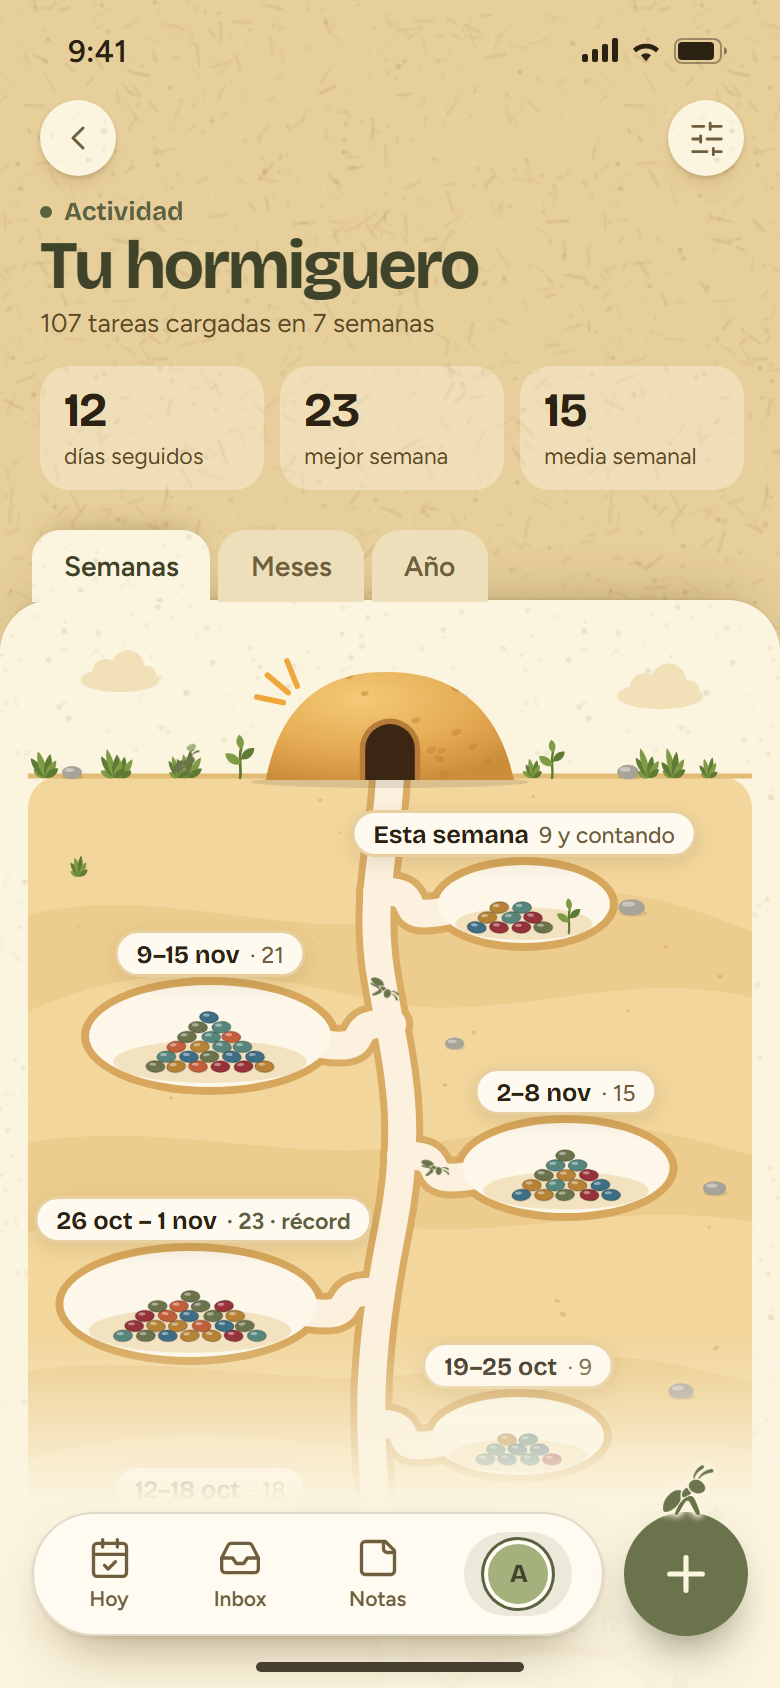 9:41
Actividad
Tu hormiguero
107 tareas cargadas en 7 semanas
12
días seguidos
23
mejor semana
15
media semanal
Semanas
Meses
Año
Esta semana 9 y contando
9–15 nov · 21
2–8 nov · 15
26 oct – 1 nov · 23 · récord
19–25 oct · 9
12–18 oct · 18
12
Hoy
Inbox
Notas
A